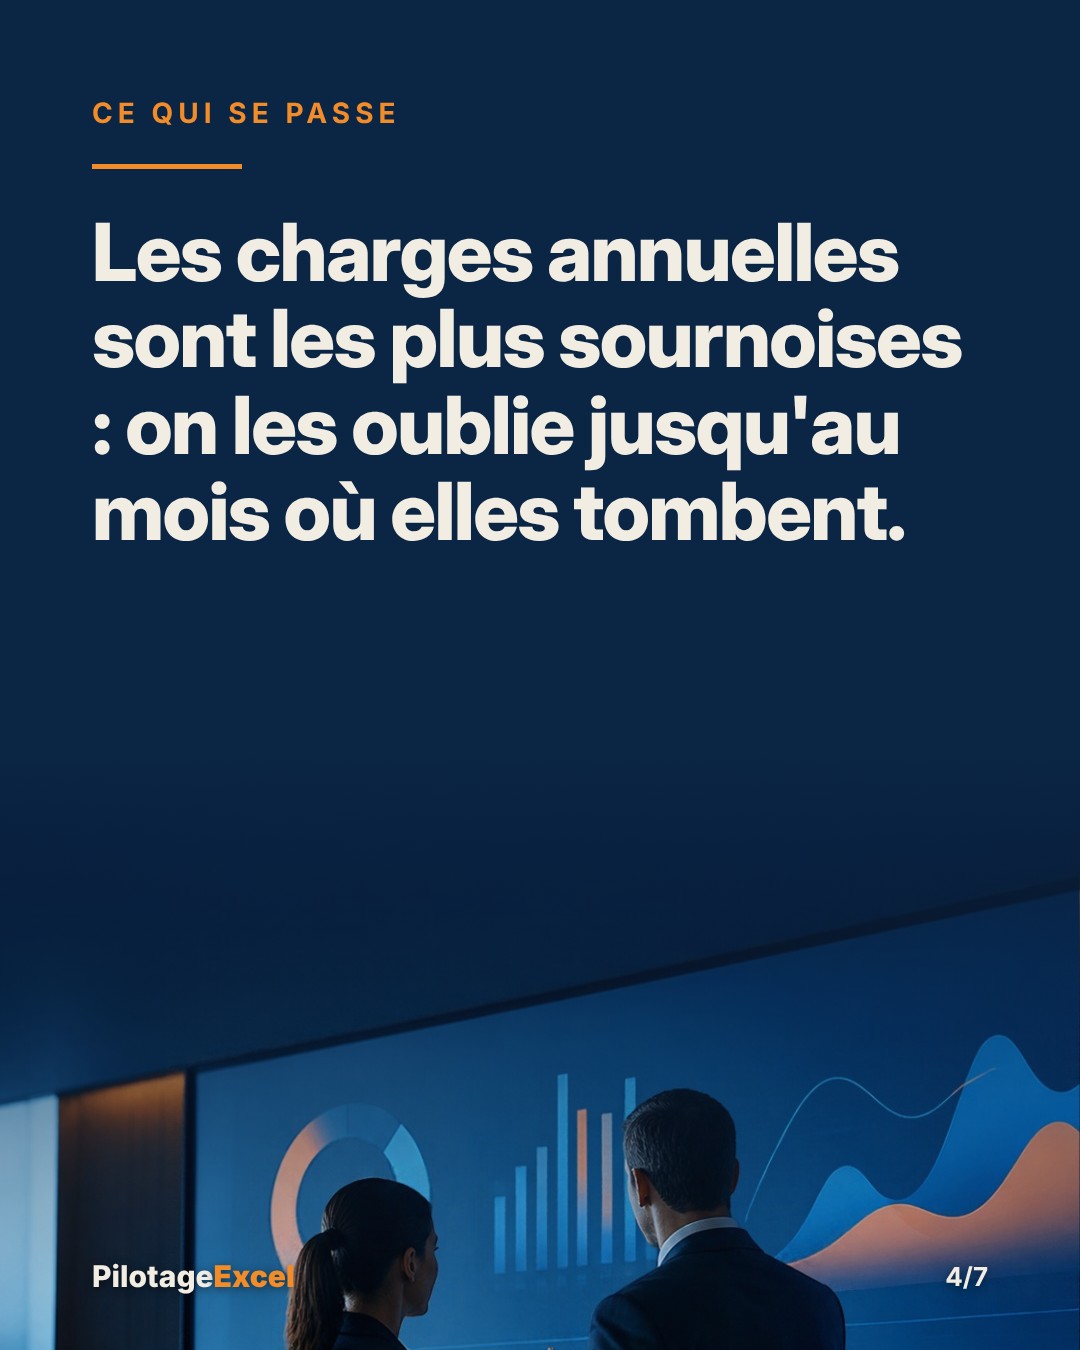 CE QUI SE PASSE
Les charges annuelles
sont les plus sournoises
: on les oublie jusqu'au
mois où elles tombent.
PilotageExcel
4/7